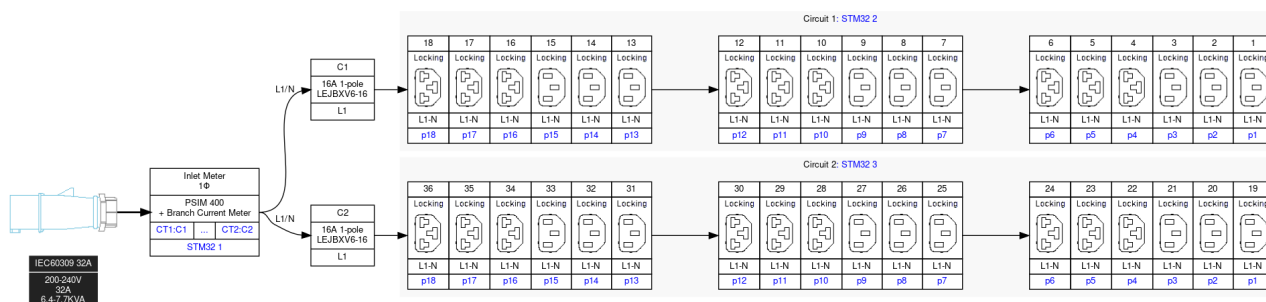 Circuit 1: STM32 2
18 17 16 15 14 13 12 11 10 9 8 7 6 5 4 3 2 1
Locking Locking Locking Locking Locking Locking Locking Locking Locking Locking Locking Locking Locking Locking Locking Locking Locking Locking
L1-N L1-N L1-N L1-N L1-N L1-N L1-N L1-N L1-N L1-N L1-N L1-N L1-N L1-N L1-N L1-N L1-N L1-N
p18 p17 p16 p15 p14 p13 p12 p11 p10 p9 p8 p7 p6 p5 p4 p3 p2 p1
C1
16A 1-pole
LEJBXV6-16
L1
L1/N
Circuit 2: STM32 3
36 35 34 33 32 31 30 29 28 27 26 25 24 23 22 21 20 19
Locking Locking Locking Locking Locking Locking Locking Locking Locking Locking Locking Locking Locking Locking Locking Locking Locking Locking
L1-N L1-N L1-N L1-N L1-N L1-N L1-N L1-N L1-N L1-N L1-N L1-N L1-N L1-N L1-N L1-N L1-N L1-N
p18 p17 p16 p15 p14 p13 p12 p11 p10 p9 p8 p7 p6 p5 p4 p3 p2 p1
Inlet Meter
1Φ
PSIM 400
+ Branch Current Meter
CT1:C1 ... CT2:C2
STM32 1
L1/N
C2
16A 1-pole
LEJBXV6-16
L1
IEC60309 32A
200-240V
32A
6.4-7.7KVA